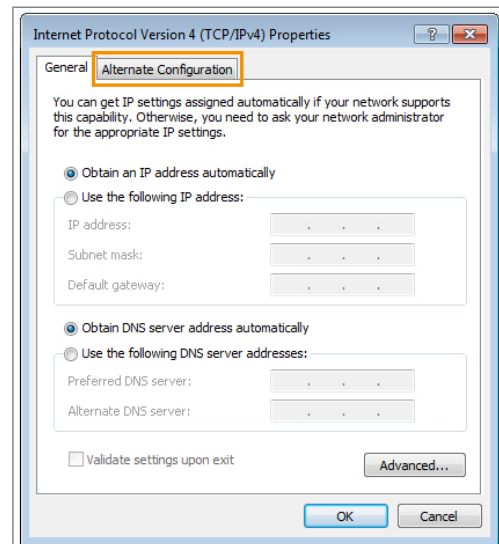 Internet Protocol Version 4 (TCP/IPv4) Properties
General
Alternate Configuration
You can get IP settings assigned automatically if your network supports
this capability. Otherwise, you need to ask your network administrator
for the appropriate IP settings.
Obtain an IP address automatically
Use the following IP address:
IP address:
Subnet mask:
Default gateway:
Obtain DNS server address automatically
Use the following DNS server addresses:
Preferred DNS server:
Alternate DNS server:
Validate settings upon exit
Advanced...
OK
Cancel